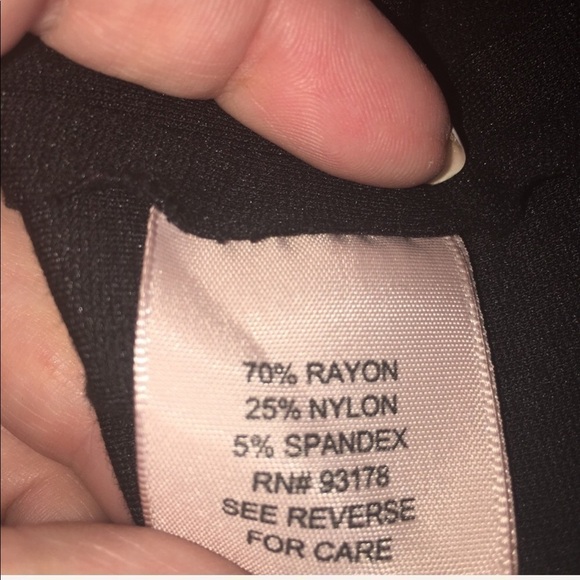 70% RAYON
25% NYLON
5% SPANDEX
RN# 93178
SEE REVERSE
FOR CARE